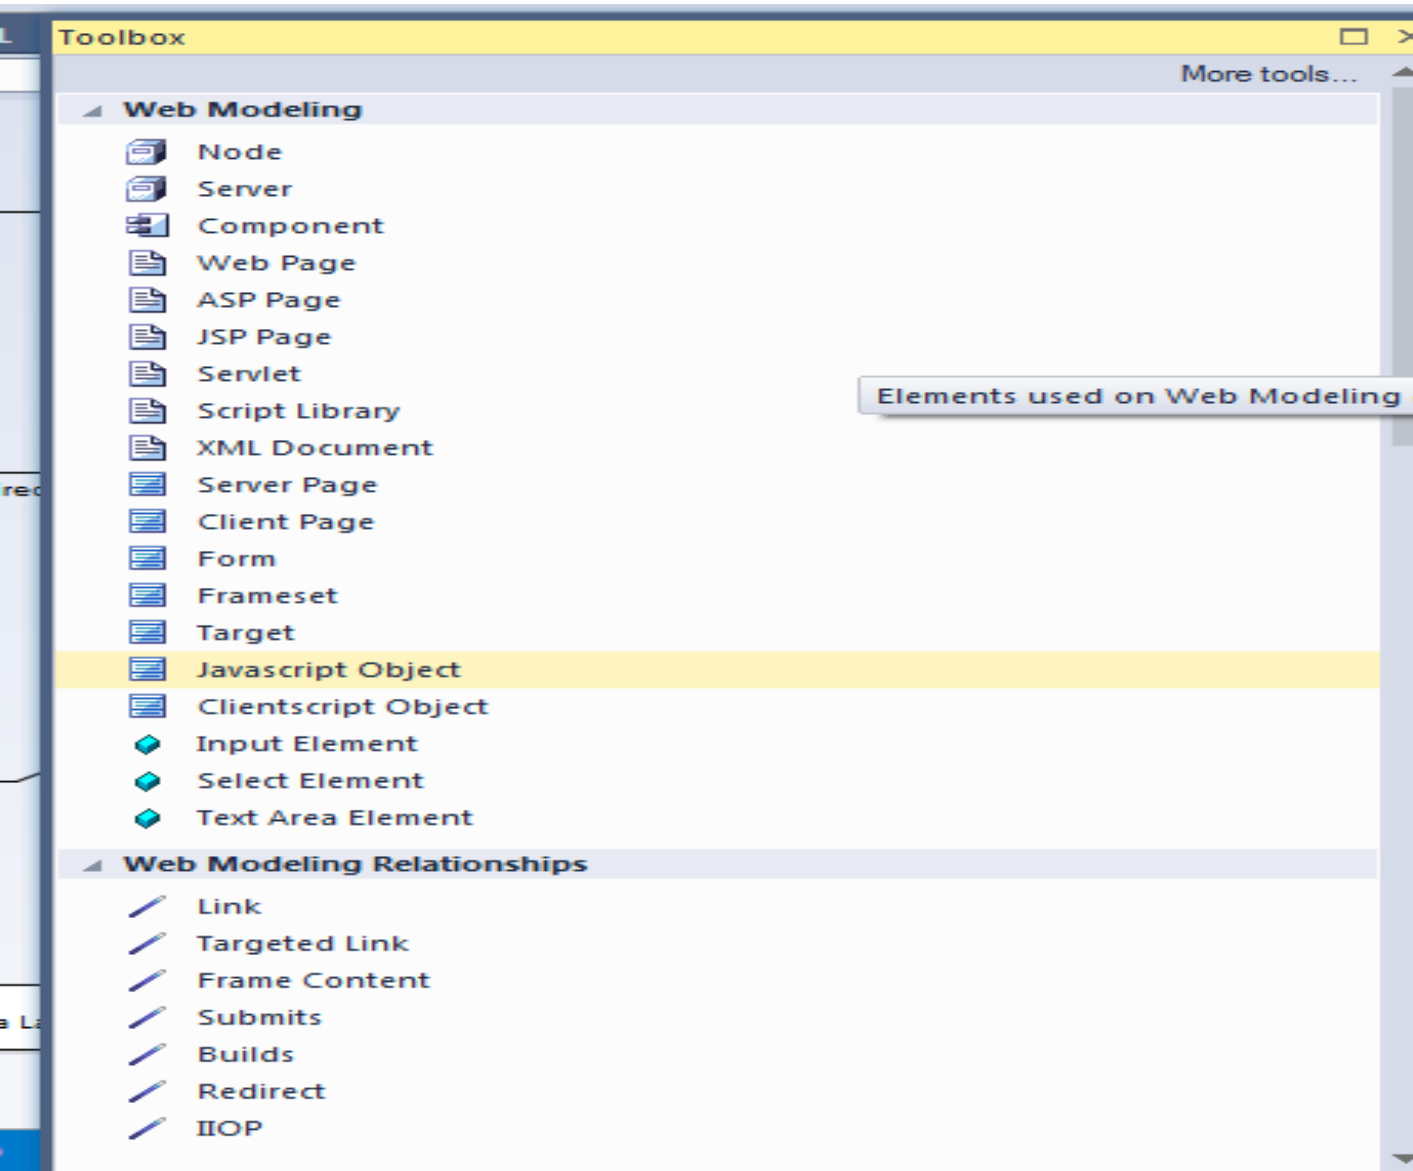 L
Toolbox
More tools...
Web Modeling
Node
Server
Component
Web Page
ASP Page
JSP Page
Servlet
Elements used on Web Modeling
Script Library
XML Document
Server Page
Client Page
Form
Frameset
Target
Javascript Object
Clientscript Object
Input Element
Select Element
Text Area Element
Web Modeling Relationships
Link
Targeted Link
Frame Content
Submits
Builds
Redirect
IIOP